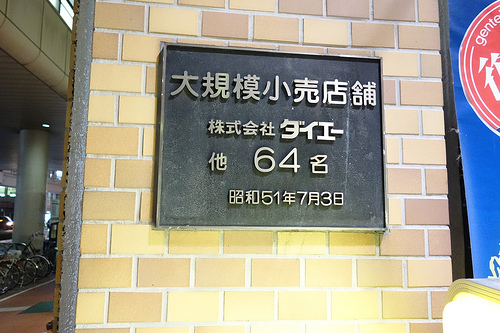 大規模小売店舗
株式会社 ダイエー
他 64 名
昭和51年7月3日
gente